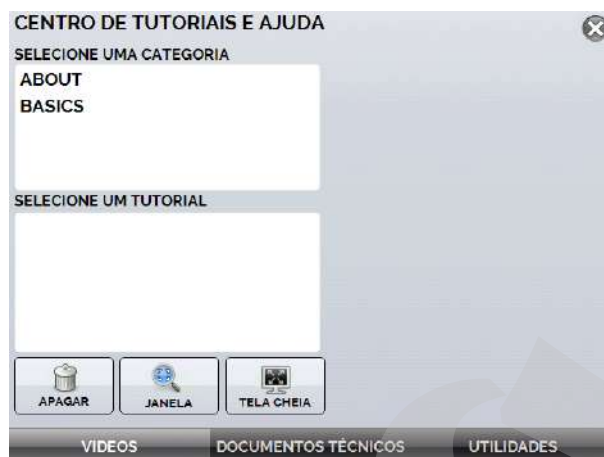 CENTRO DE TUTORIAIS E AJUDA
SELECIONE UMA CATEGORIA
ABOUT
BASICS
SELECIONE UM TUTORIAL
APAGAR JANELA TELA CHEIA
VIDEOS DOCUMENTOS TÉCNICOS UTILIDADES